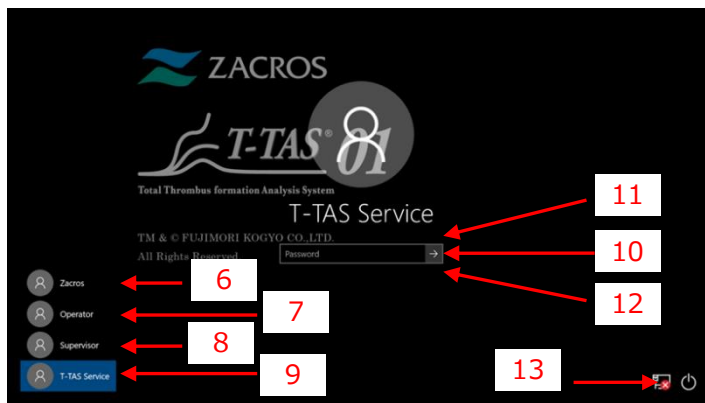 ZACROS
T-TAS® 01
Total Thrombus formation Analysis System
T-TAS Service
TM & © FUJIMORI KOGYO CO.,LTD.
All Rights Reserved.
Password
11
10
12
Zacros
6
Operator
7
Supervisor
8
T-TAS Service
9
13